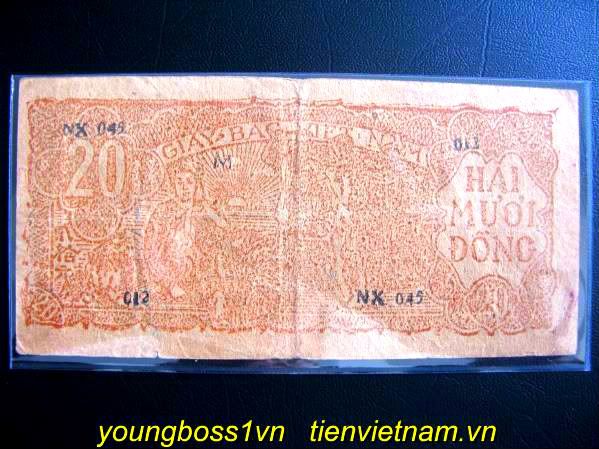 NX 045
GIẤY BẠC VIỆT NAM
012
20
M
HAI
MƯƠI
ĐỒNG
012
NX 045
youngboss1vn tienvietnam.vn